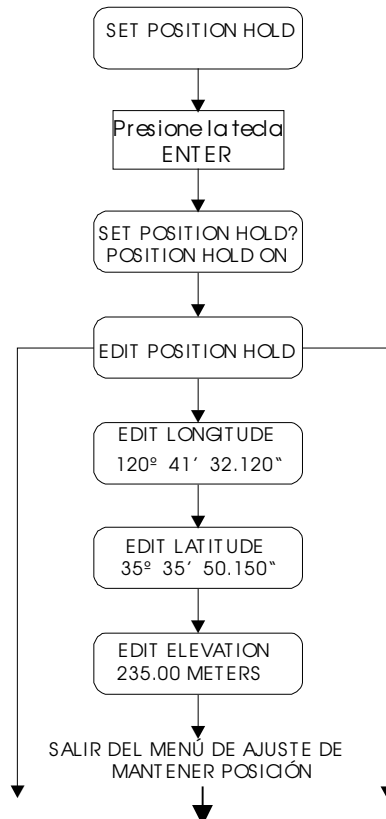 SET POSITION HOLD
Presione la tecla
ENTER
SET POSITION HOLD?
POSITION HOLD ON
EDIT POSITION HOLD
EDIT LONGITUDE
120º 41’ 32.120“
EDIT LATITUDE
35º 35’ 50.150“
EDIT ELEVATION
235.00 METERS
SALIR DEL MENÚ DE AJUSTE DE
MANTENER POSICIÓN